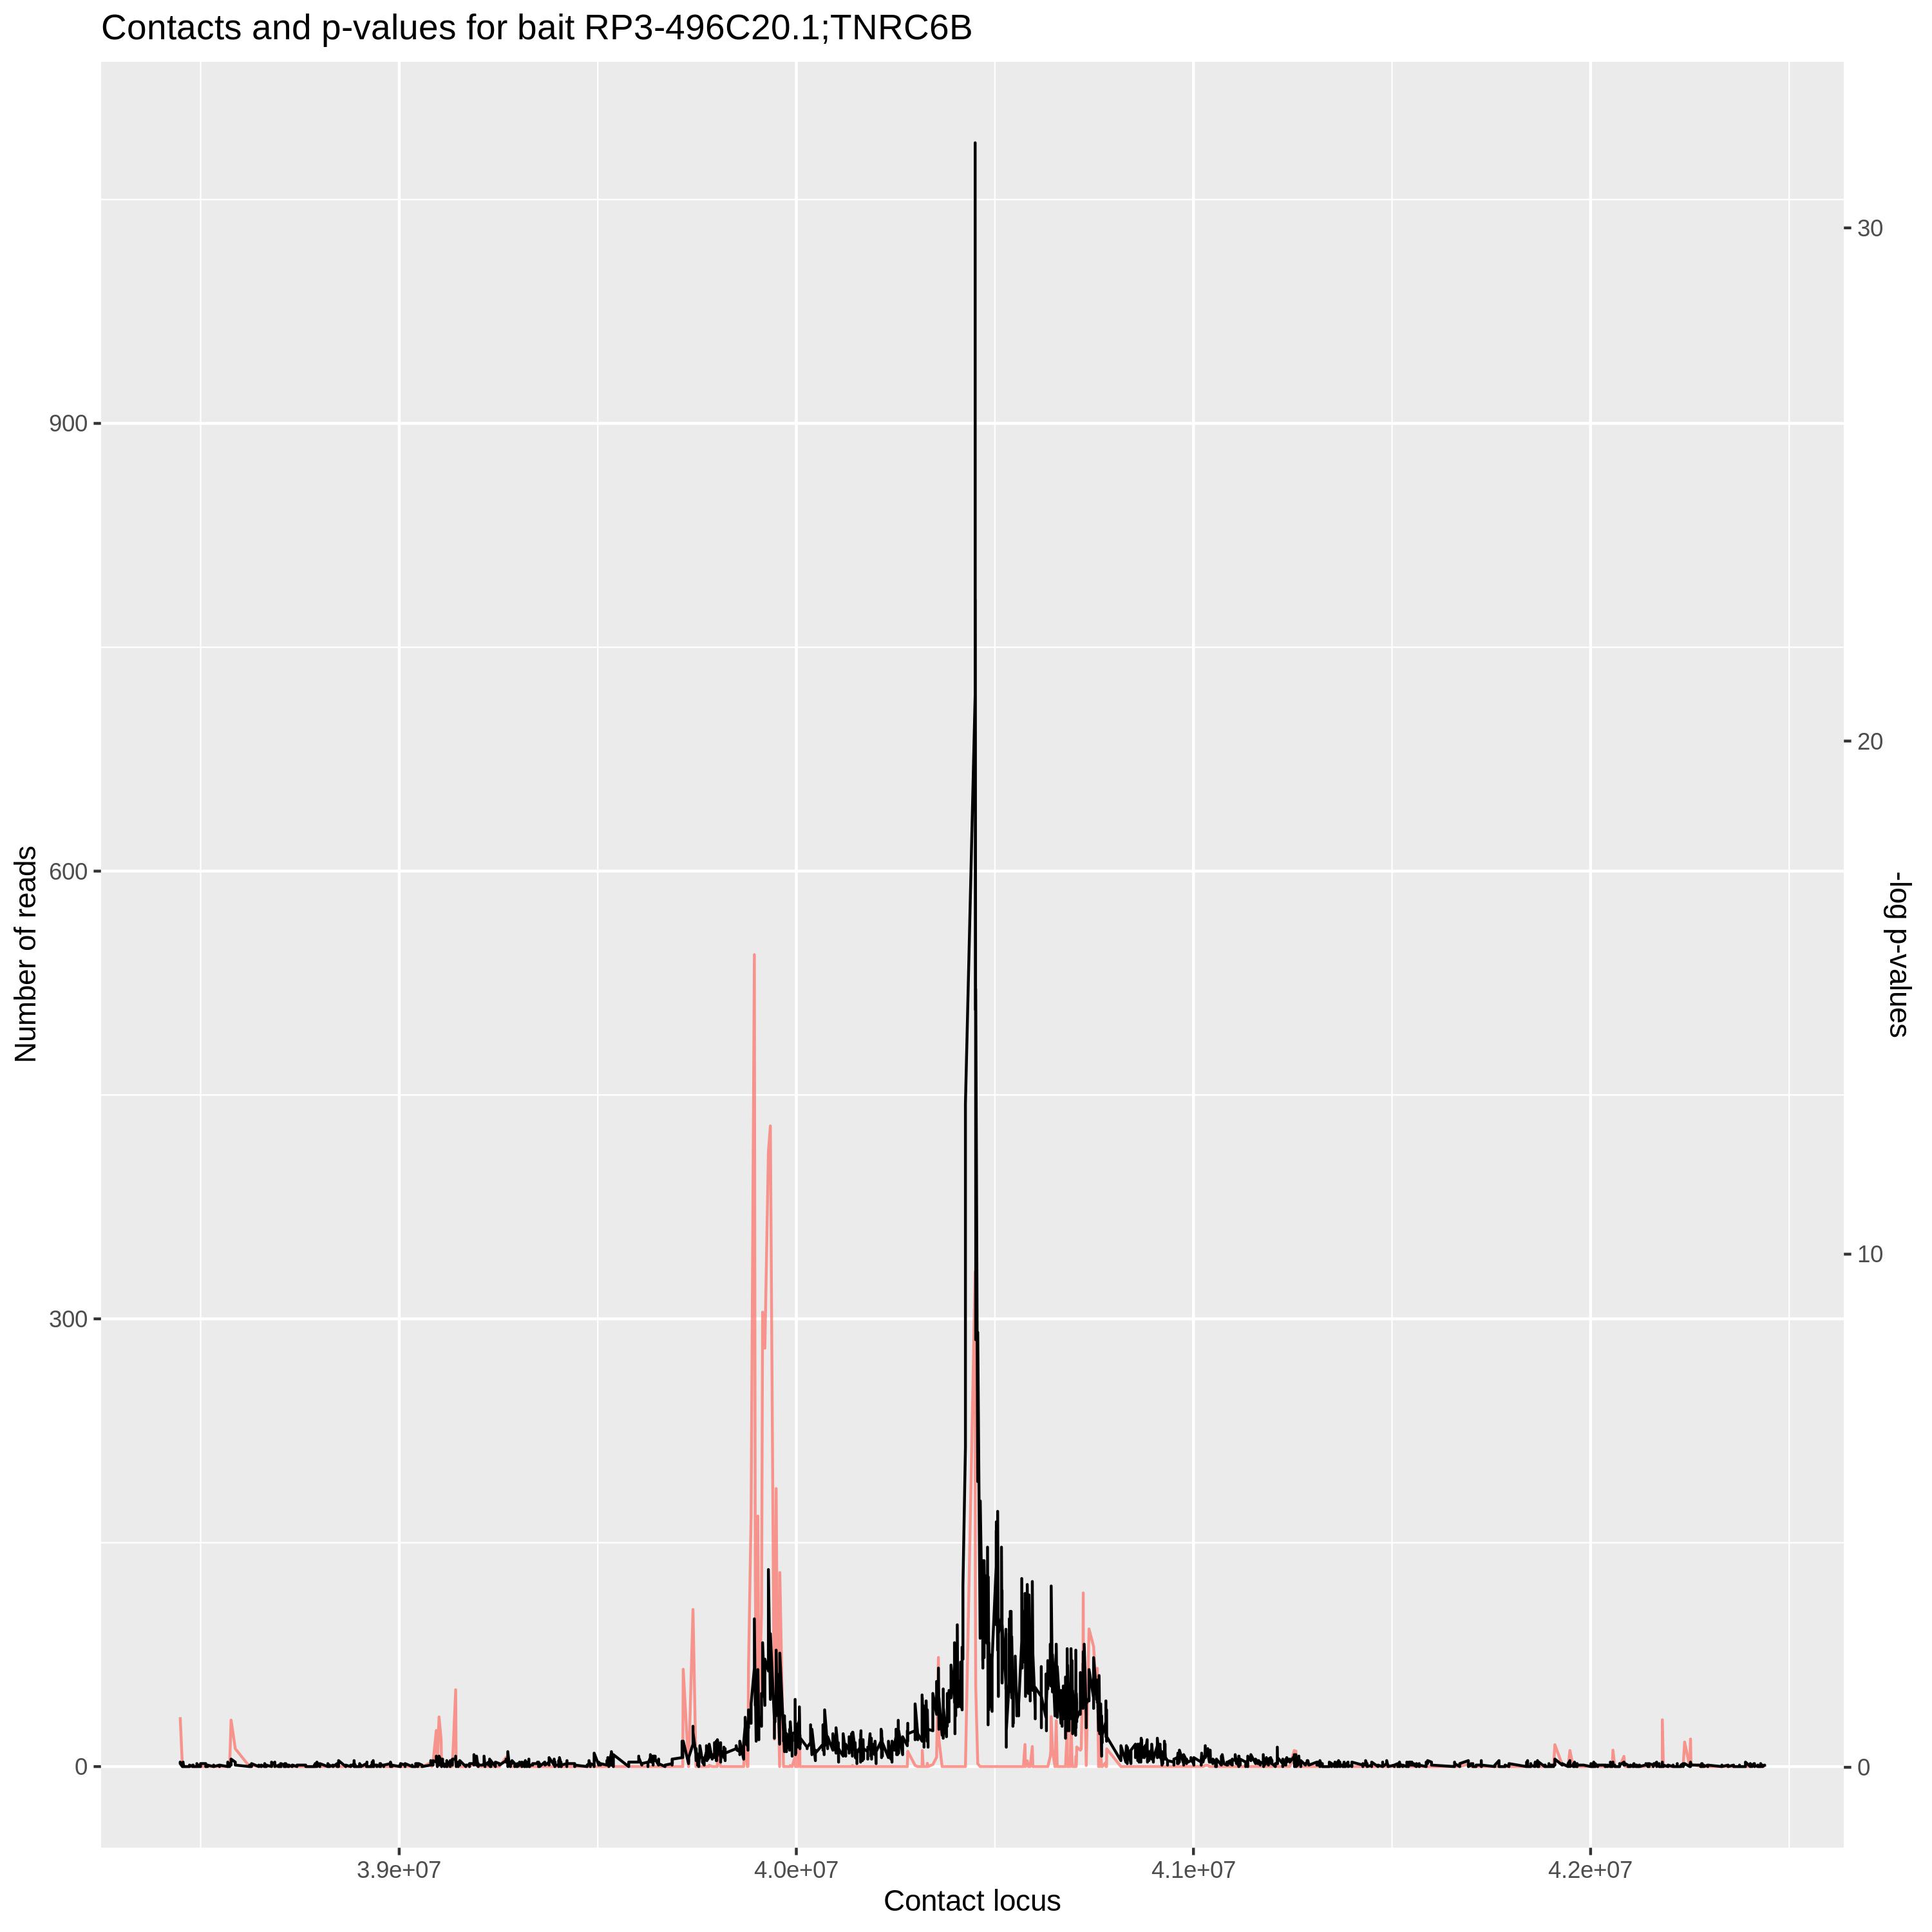 Contacts and p-values for bait RP3-496C20.1;TNRC6B
Number of reads
900
600
300
0
30
20
10
0
-log p-values
3.9e+07
4.0e+07
4.1e+07
4.2e+07
Contact locus